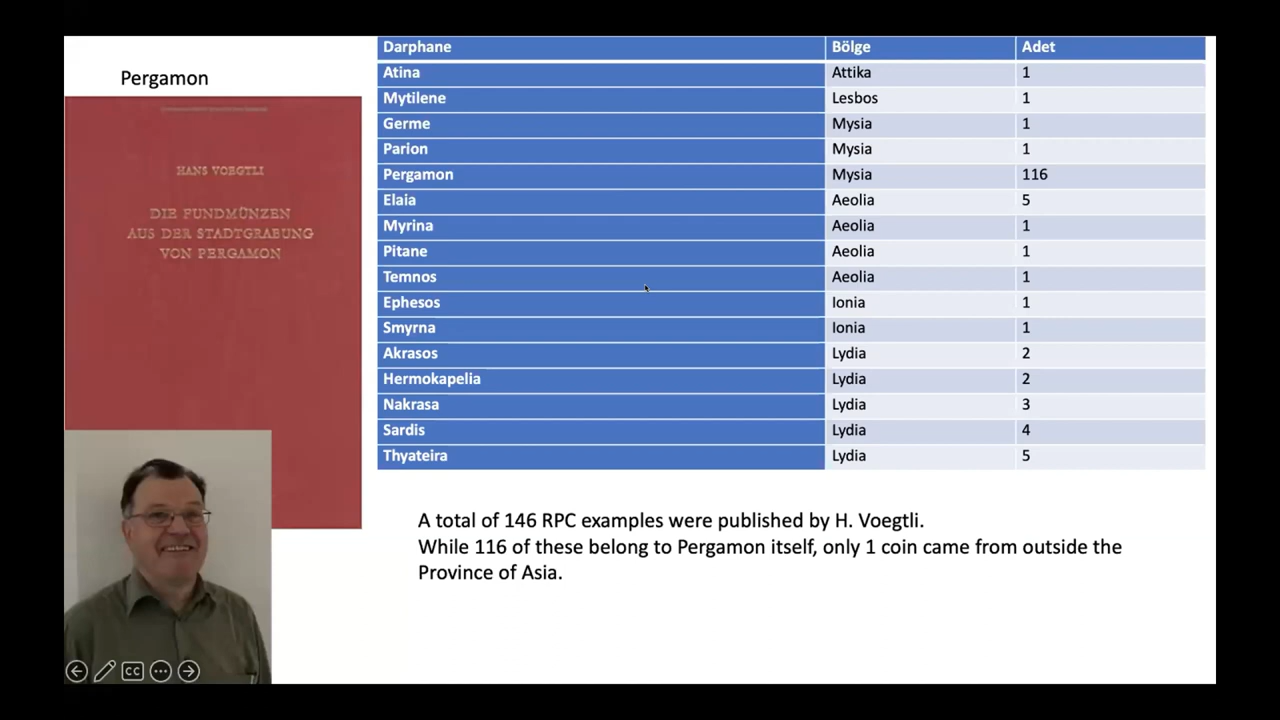 Pergamon
HANS VOEGTLI
DIE FUNDMÜNZEN
AUS DER STADTGRABUNG
VON PERGAMON
Darphane Bölge Adet
Atina Attika 1
Mytilene Lesbos 1
Germe Mysia 1
Parion Mysia 1
Pergamon Mysia 116
Elaia Aeolia 5
Myrina Aeolia 1
Pitane Aeolia 1
Temnos Aeolia 1
Ephesos Ionia 1
Smyrna Ionia 1
Akrasos Lydia 2
Hermokapelia Lydia 2
Nakrasa Lydia 3
Sardis Lydia 4
Thyateira Lydia 5
A total of 146 RPC examples were published by H. Voegtli.
While 116 of these belong to Pergamon itself, only 1 coin came from outside the
Province of Asia.
CC